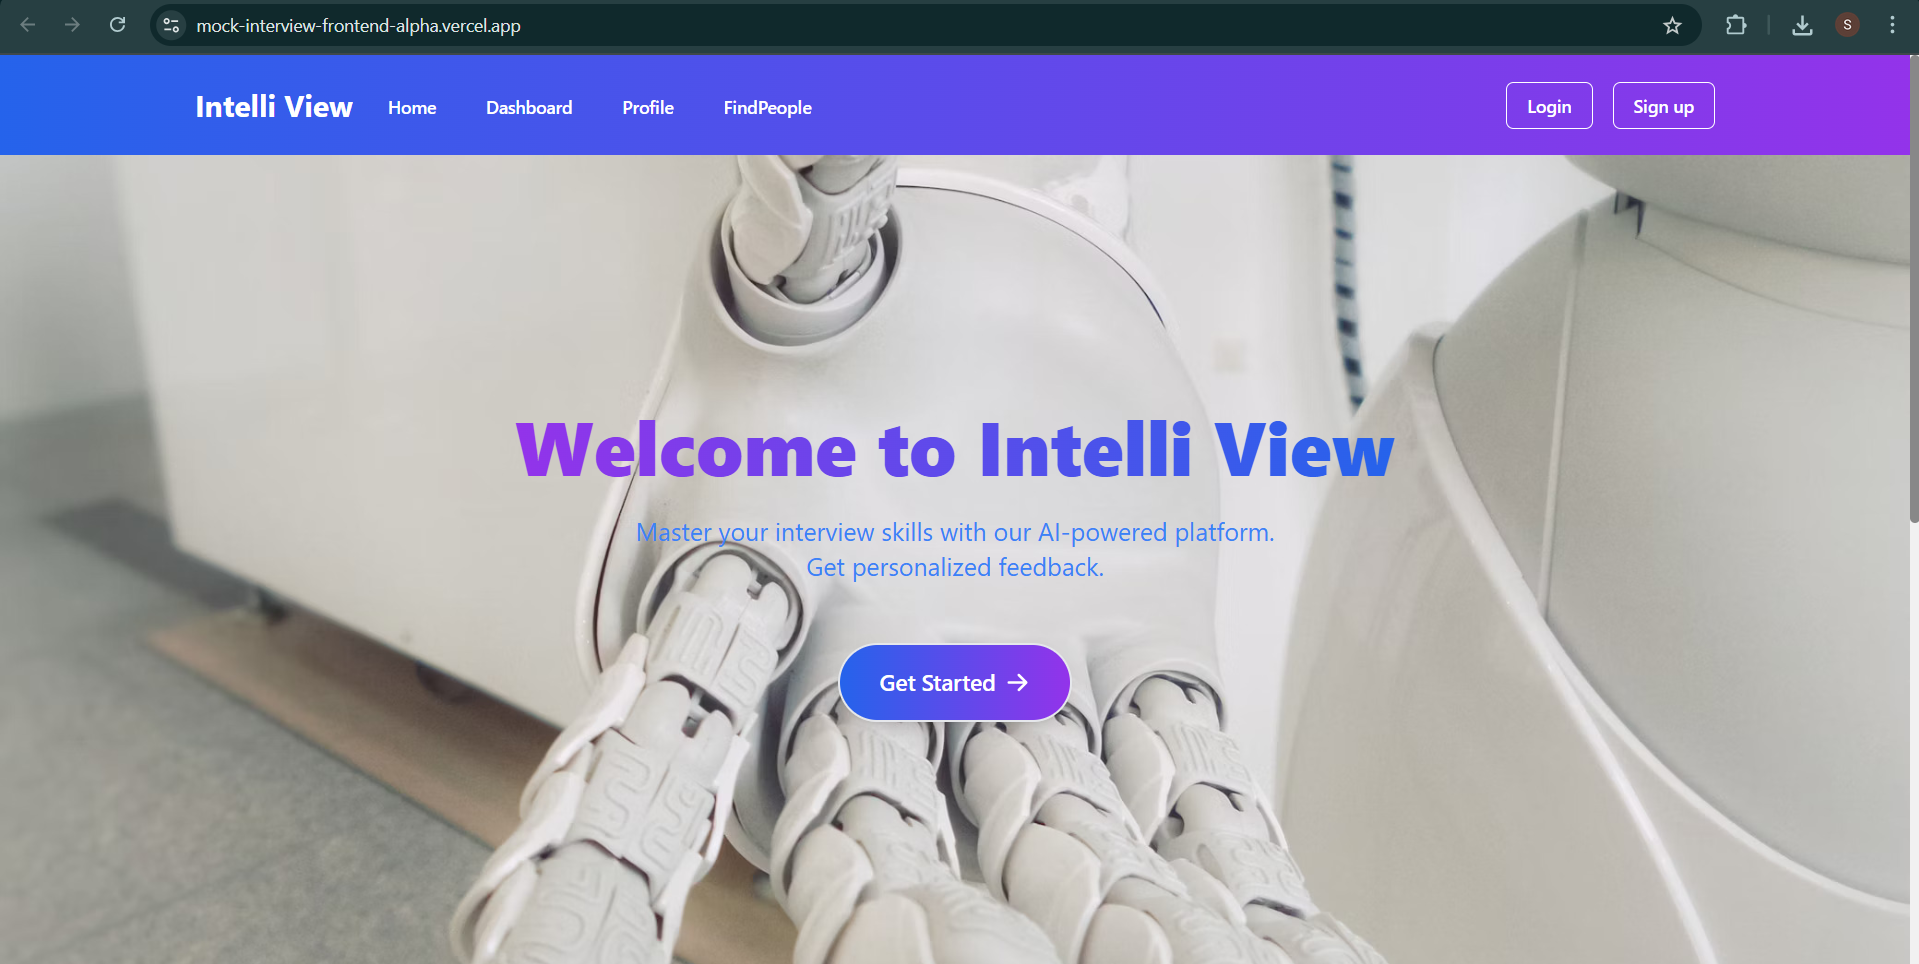 mock-interview-frontend-alpha.vercel.app
S
Intelli View Home Dashboard Profile FindPeople Login Sign up
Welcome to Intelli View
Master your interview skills with our AI-powered platform.
Get personalized feedback.
Get Started →